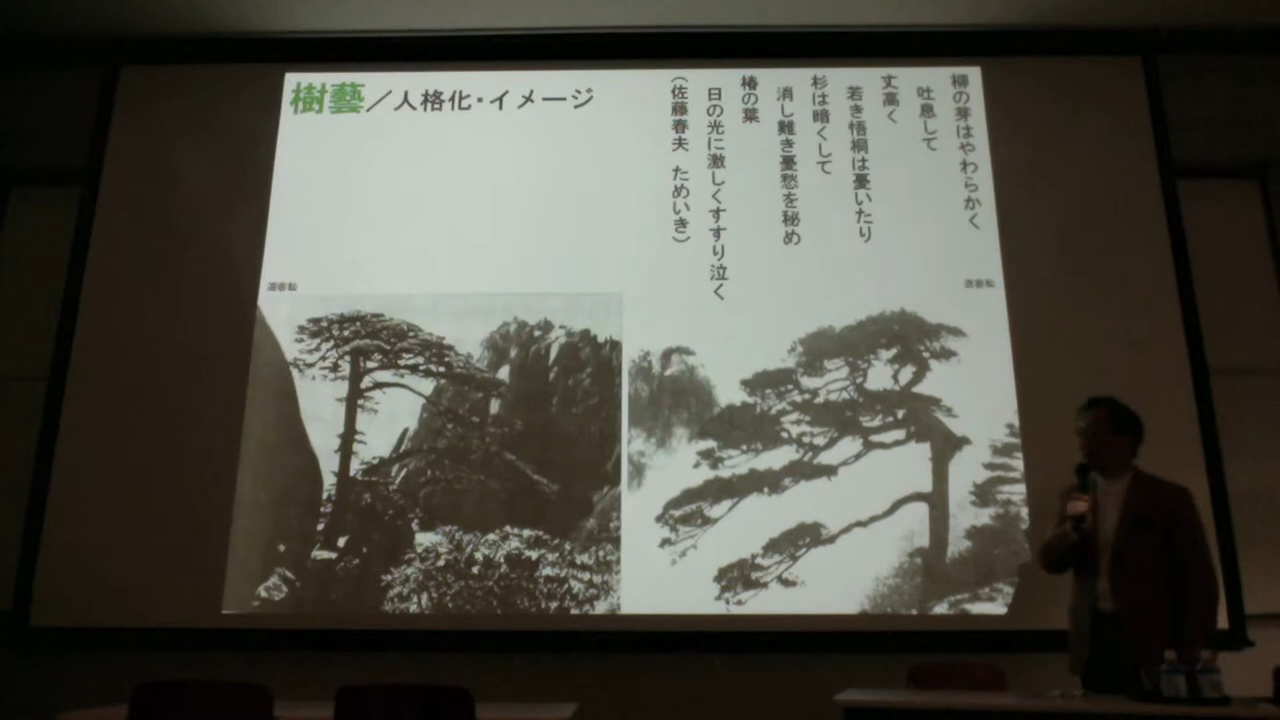 樹藝／人格化・イメージ
柳の芽はやわらかく
吐息して
丈高く
若き梧桐は憂いたり
杉は暗くして
消し難き憂愁を秘め
椿の葉
日の光に激しくすすり泣く
（佐藤春夫　ためいき）